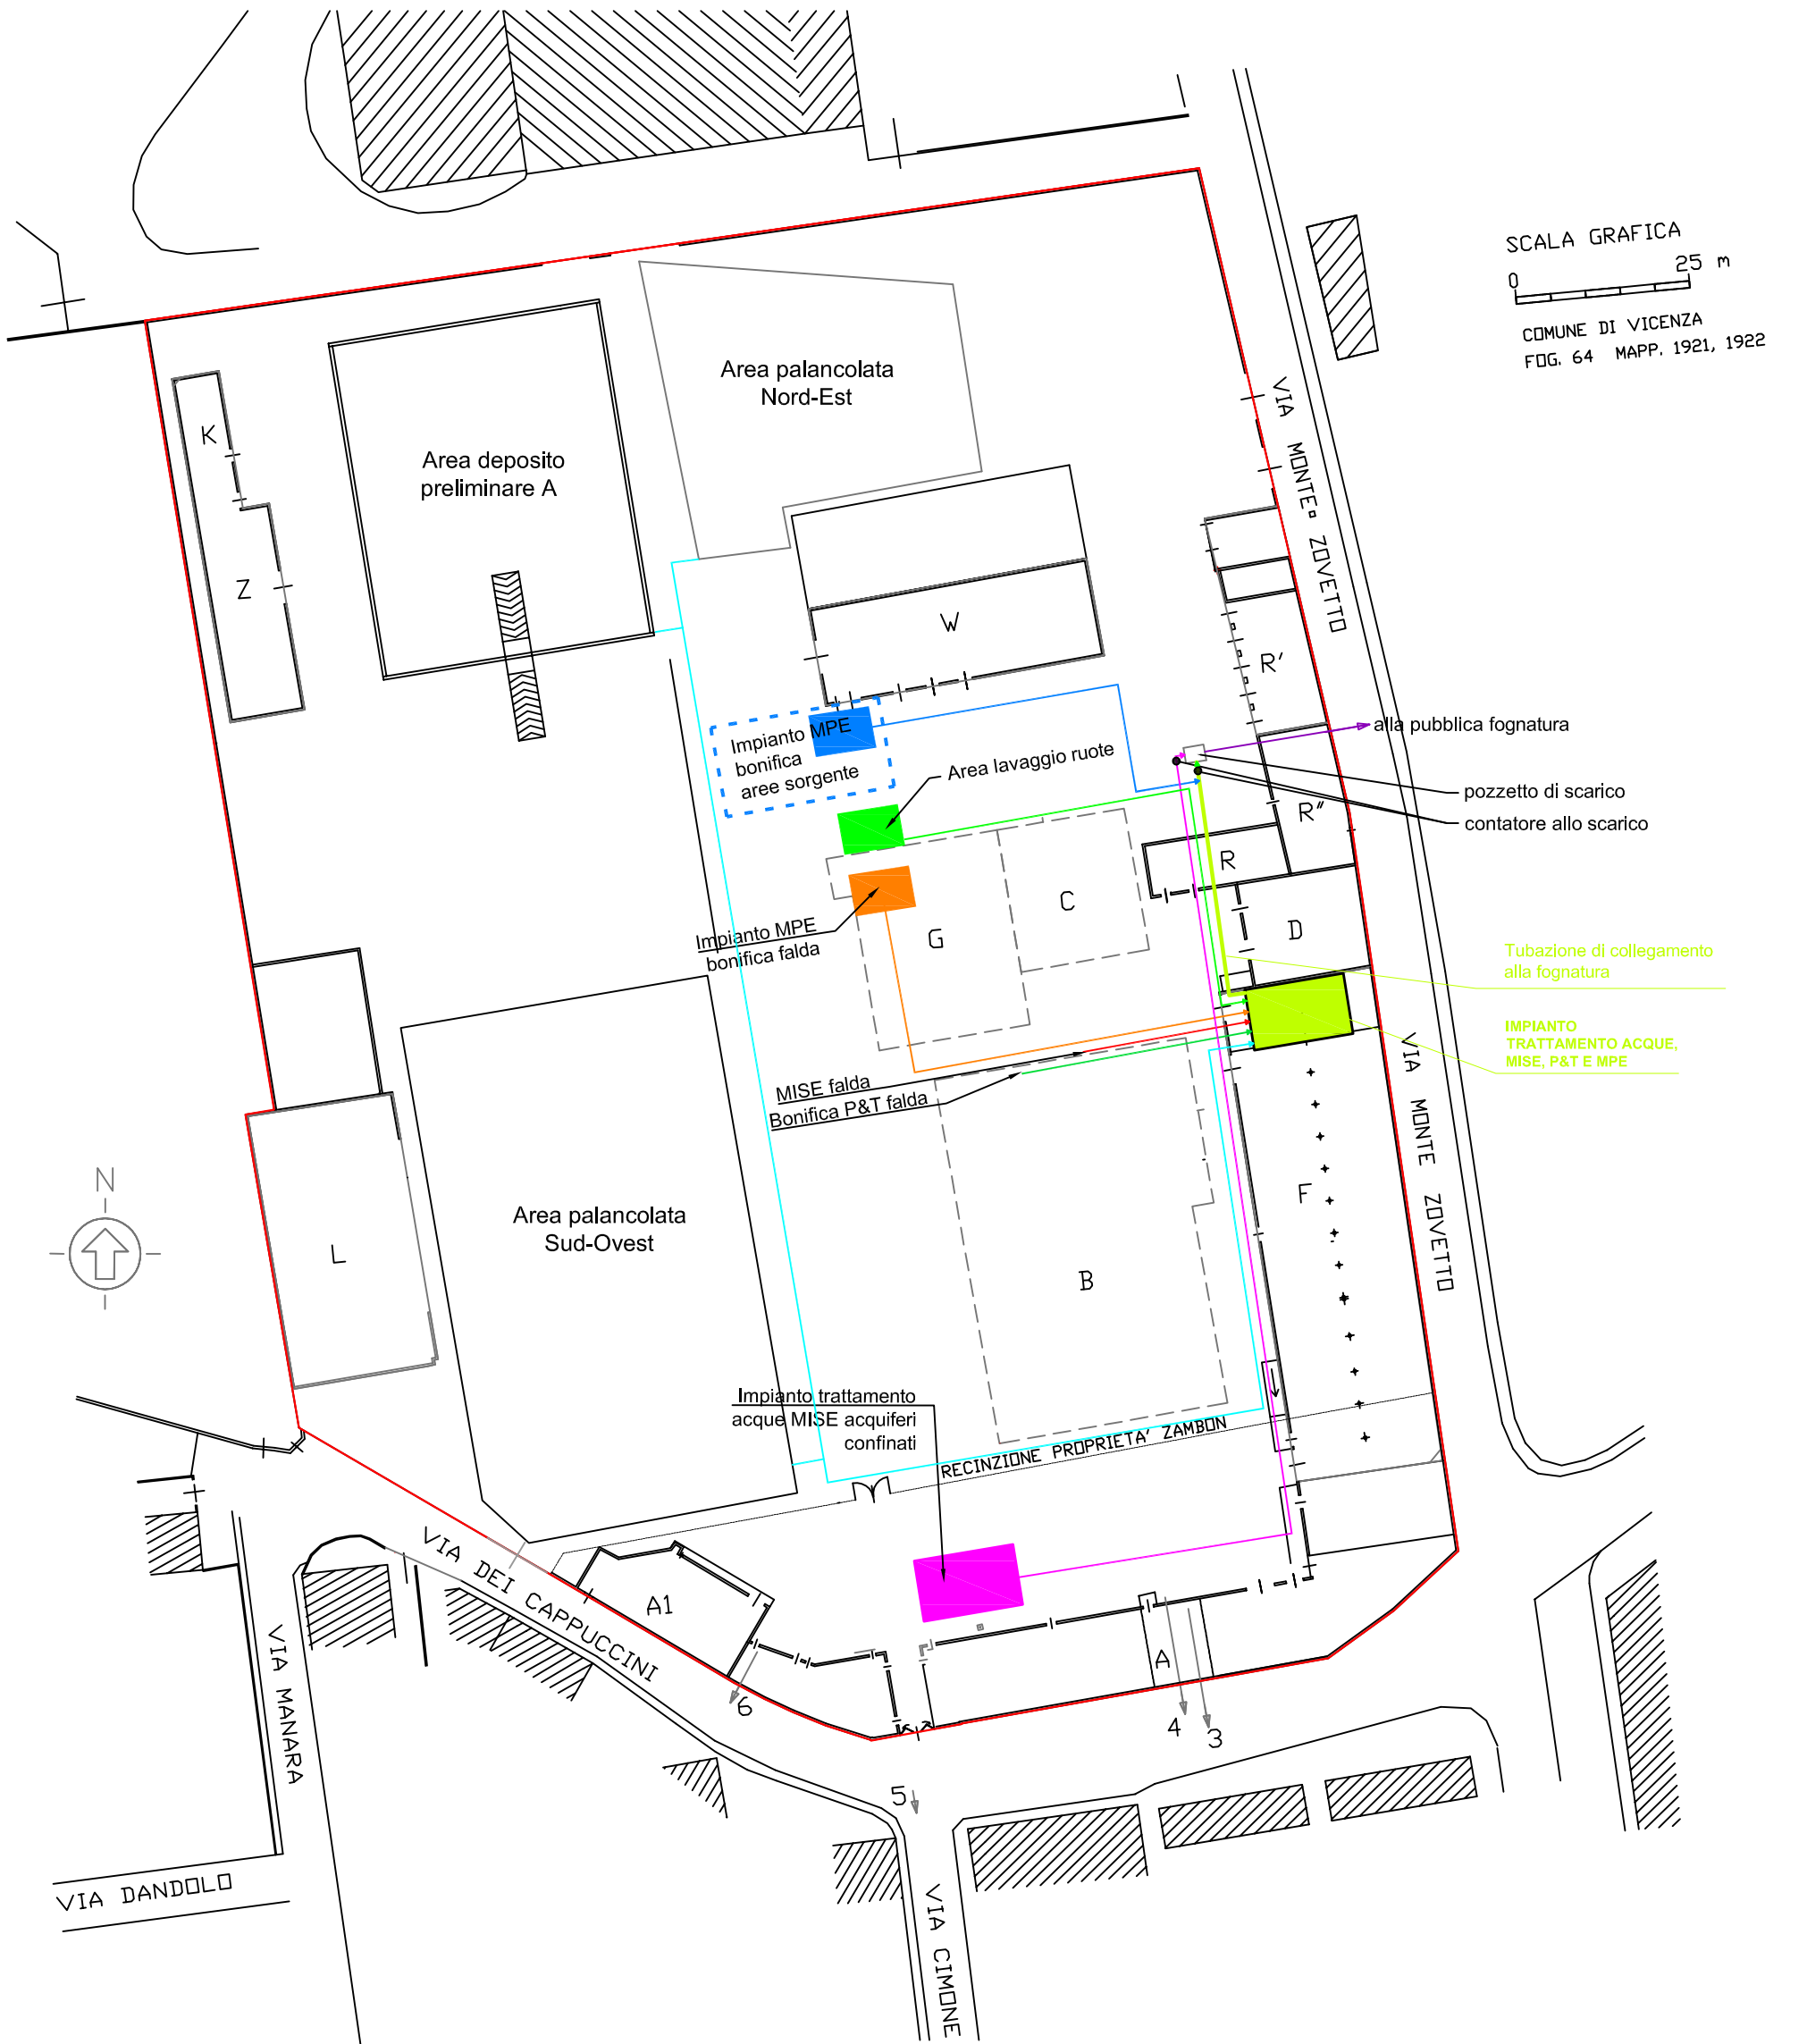 SCALA GRAFICA
0
25 m
COMUNE DI VICENZA
FOG. 64 MAPP. 1921, 1922
Area palancolata
Nord-Est
VIA MONTE ZOVETTO
K
Area deposito
preliminare A
Z
W
R'
alla pubblica fognatura
Impianto MPE
bonifica
aree sorgente
Area lavaggio ruote
pozzetto di scarico
contatore allo scarico
R"
R
C
G
D
Impianto MPE
bonifica falda
Tubazione di collegamento
alla fognatura
IMPIANTO
TRATTAMENTO ACQUE,
MISE, P&T E MPE
VIA MONTE ZOVETTO
MISE falda
Bonifica P&T falda
N
F
Area palancolata
Sud-Ovest
L
B
Impianto trattamento
acque MISE acquiferi
confinati
RECINZIONE PROPRIETA' ZAMBON
VIA DEI CAPPUCCINI
A1
VIA MANARA
A
6
4
3
5
VIA DANDOLO
VIA CIMONE